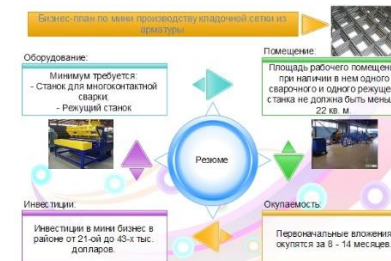 Бизнес-план по мини производству кладочной сетки из
арматуры
Оборудование:
Минимум требуется:
- Станок для многоконтактной
сварки;
- Режущий станок
Помещение:
Площадь рабочего помещения
при наличии в нем одного
сварочного и одного режущего
станка не должна быть менее
22 кв. м.
Резюме
Инвестиции:
Инвестиции в мини бизнес в
районе от 21-ой до 43-х тыс.
долларов.
Окупаемость:
Первоначальные вложения
окупятся за 8 - 14 месяцев.